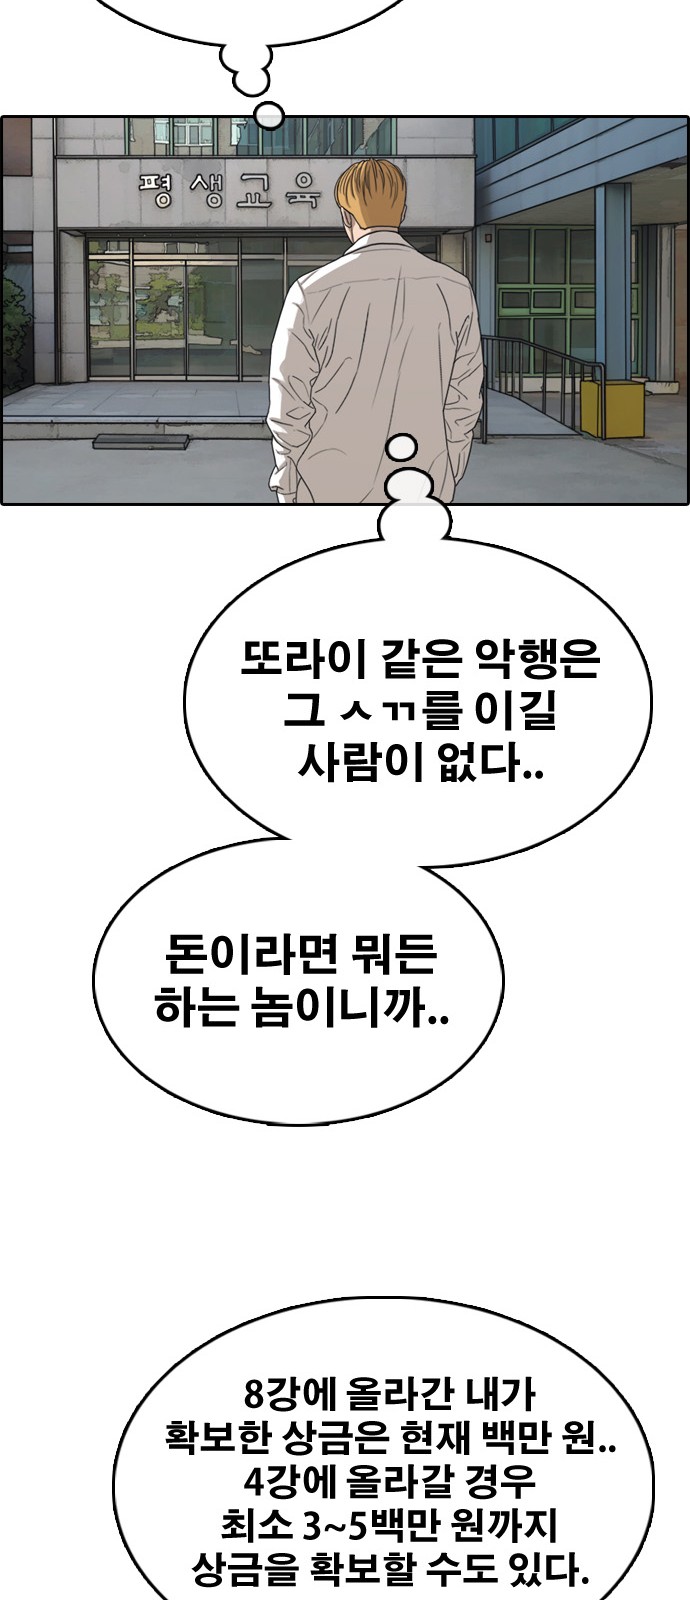 평생교육
또라이 같은 악행은
그 ㅅㄲ를 이길
사람이 없다..
돈이라면 뭐든
하는 놈이니까..
8강에 올라간 내가
확보한 상금은 현재 백만 원..
4강에 올라갈 경우
최소 3~5백만 원까지
상금을 확보할 수도 있다.